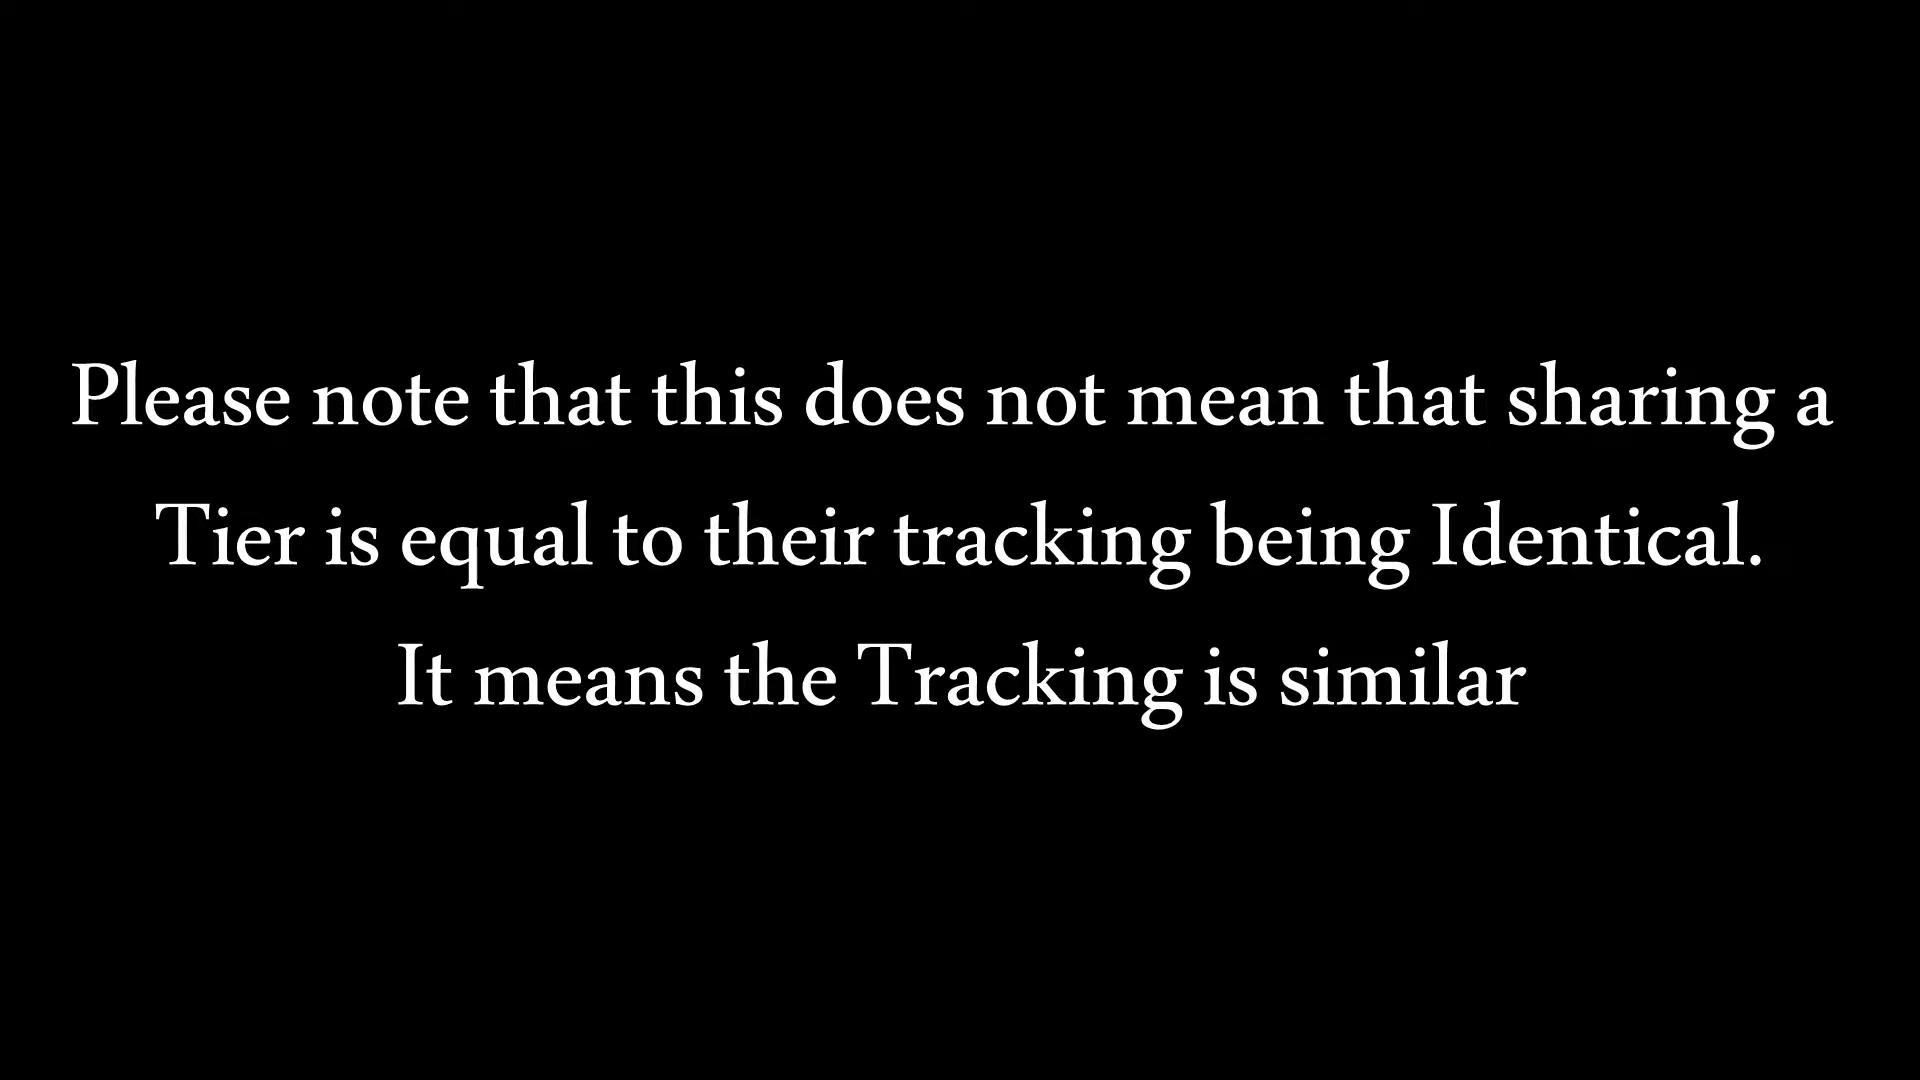 Please note that this does not mean that sharing a
Tier is equal to their tracking being Identical.
It means the Tracking is similar